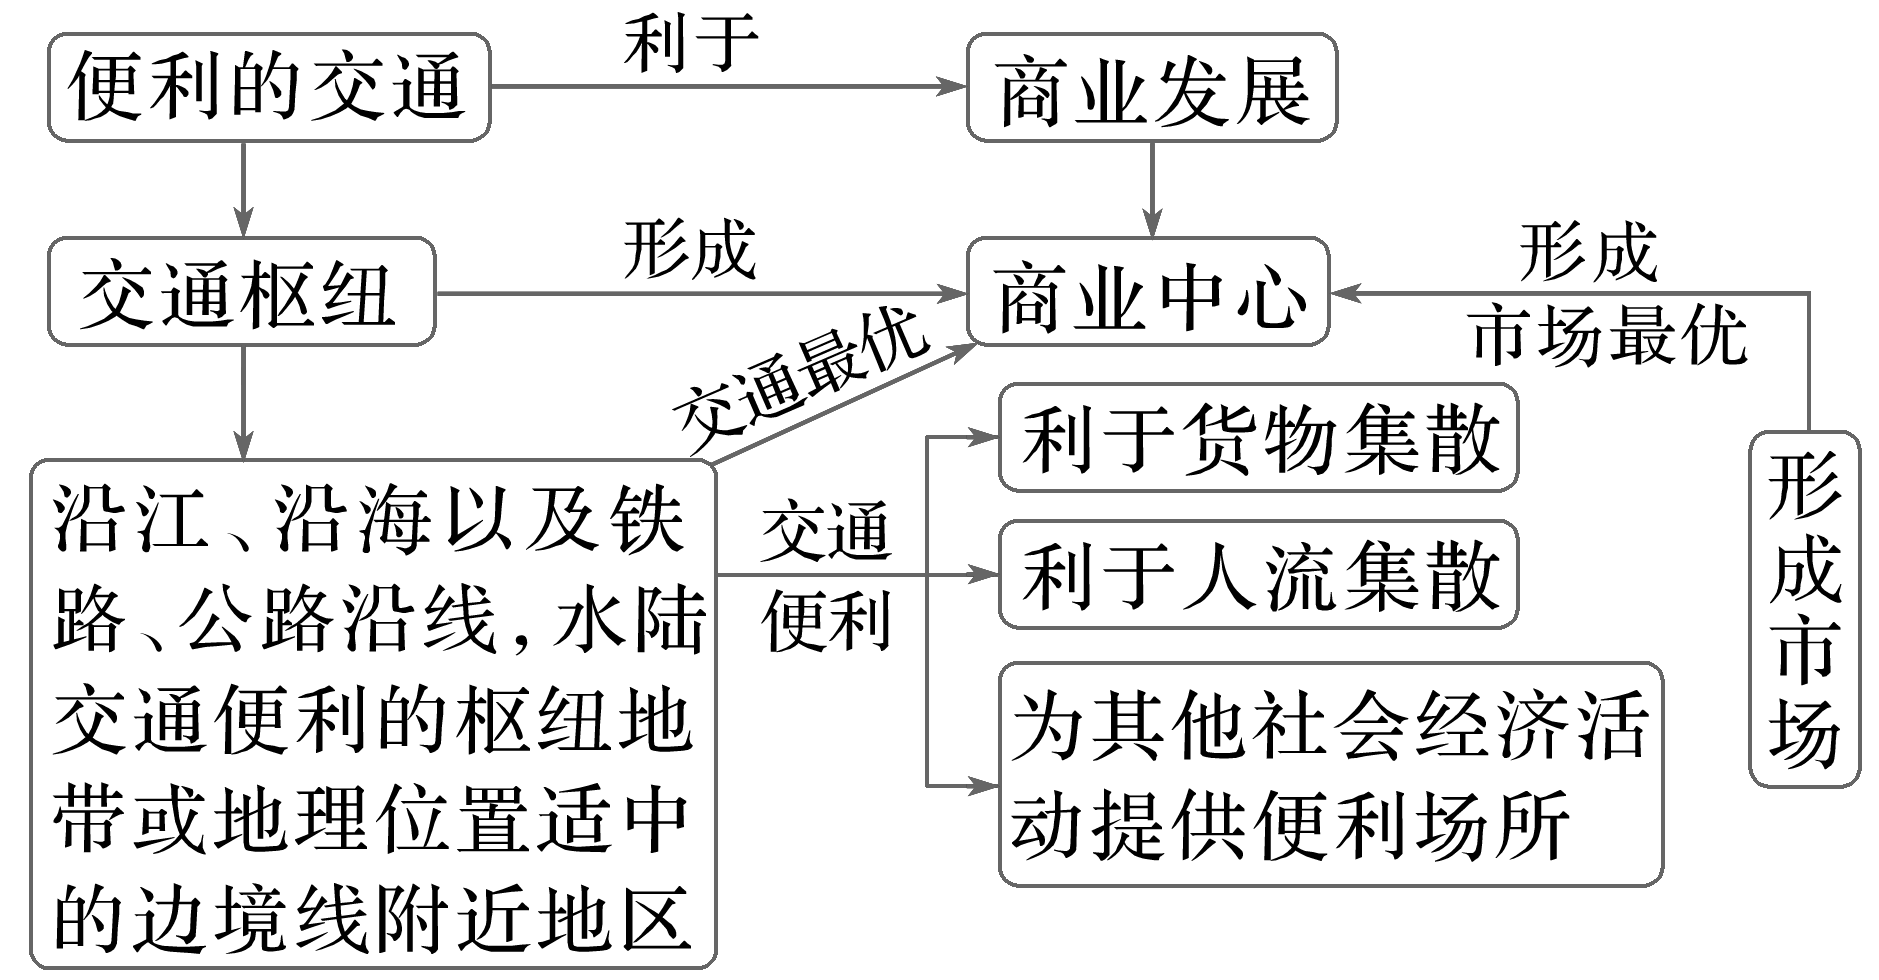 便利的交通
利于
商业发展
交通枢纽
形成
商业中心
形成
市场最优
交通最优
沿江、沿海以及铁
路、公路沿线,水陆
交通便利的枢纽地
带或地理位置适中
的边境线附近地区
交通
便利
利于货物集散
利于人流集散
为其他社会经济活
动提供便利场所
形成市场